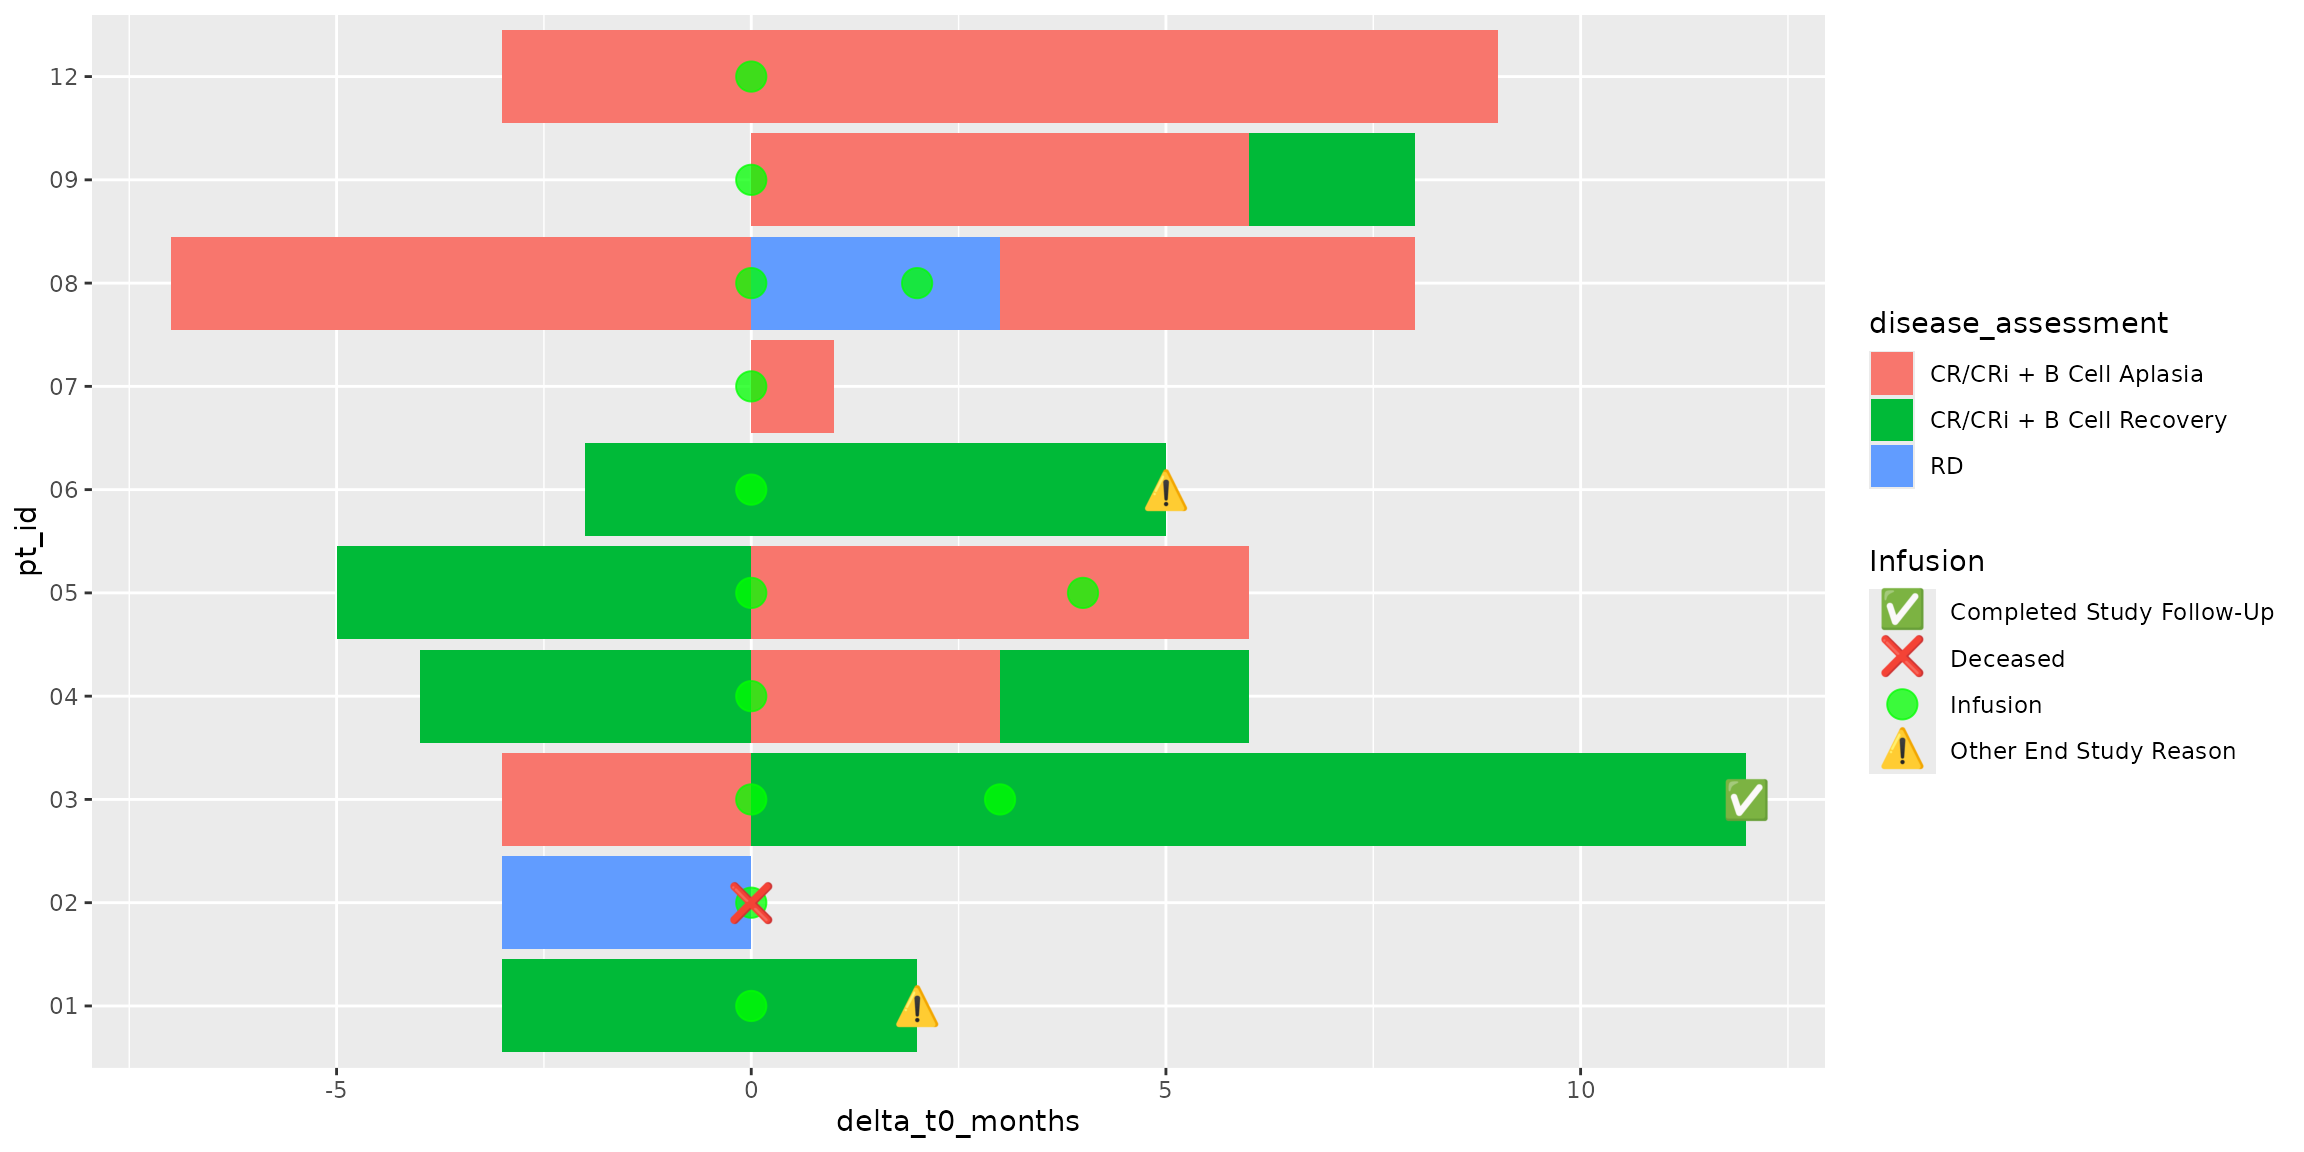 12
09
08
07
06
05
04
03
02
01
pt_id
-5 0 5 10
delta_t0_months
disease_assessment
CR/CRi + B Cell Aplasia
CR/CRi + B Cell Recovery
RD
Infusion
Completed Study Follow-Up
Deceased
Infusion
Other End Study Reason